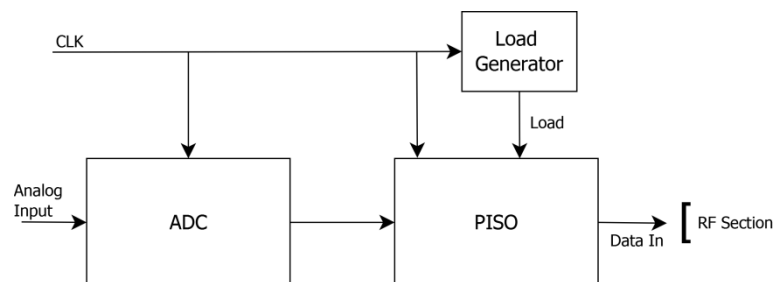 CLK
Load
Generator
Load
Analog
Input
ADC
PISO
Data In
RF Section